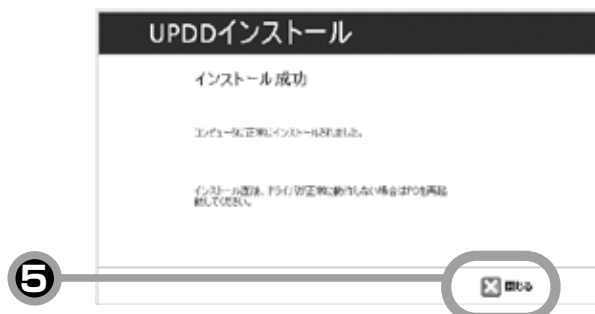 UPDDインストール
インストール 成功
コンピュータに正常にインストールされました。
インストール直後、ドライバが正常に動作しない場合はPCを再起
動してください。
5
閉じる